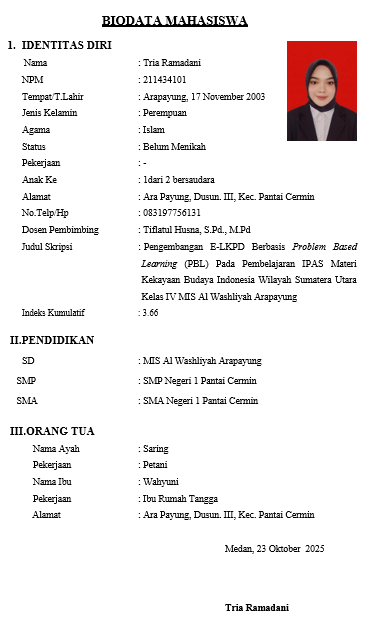 BIODATA MAHASISWA
1. IDENTITAS DIRI
Nama : Tria Ramadani
NPM : 211434101
Tempat/T.Lahir : Arapayung, 17 November 2003
Jenis Kelamin : Perempuan
Agama : Islam
Status : Belum Menikah
Pekerjaan : -
Anak Ke : 1dari 2 bersaudara
Alamat : Ara Payung, Dusun. III, Kec. Pantai Cermin
No.Telp/Hp : 083197756131
Dosen Pembimbing : Tiflatul Husna, S.Pd., M.Pd
Judul Skripsi : Pengembangan E-LKPD Berbasis Problem Based
Learning (PBL) Pada Pembelajaran IPAS Materi
Kekayaan Budaya Indonesia Wilayah Sumatera Utara
Kelas IV MIS Al Washliyah Arapayung
Indeks Kumulatif : 3.66
II.PENDIDIKAN
SD : MIS Al Washliyah Arapayung
SMP : SMP Negeri 1 Pantai Cermin
SMA : SMA Negeri 1 Pantai Cermin
III.ORANG TUA
Nama Ayah : Saring
Pekerjaan : Petani
Nama Ibu : Wahyuni
Pekerjaan : Ibu Rumah Tangga
Alamat : Ara Payung, Dusun. III, Kec. Pantai Cermin
Medan, 23 Oktober 2025
Tria Ramadani